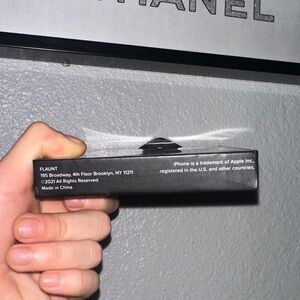 CHANEL
FLAUNT
195 Broadway, 4th Floor Brooklyn, NY 11211
©2021 All Rights Reserved
Made in China
iPhone is a trademark of Apple Inc.,
registered in the U.S. and other countries.